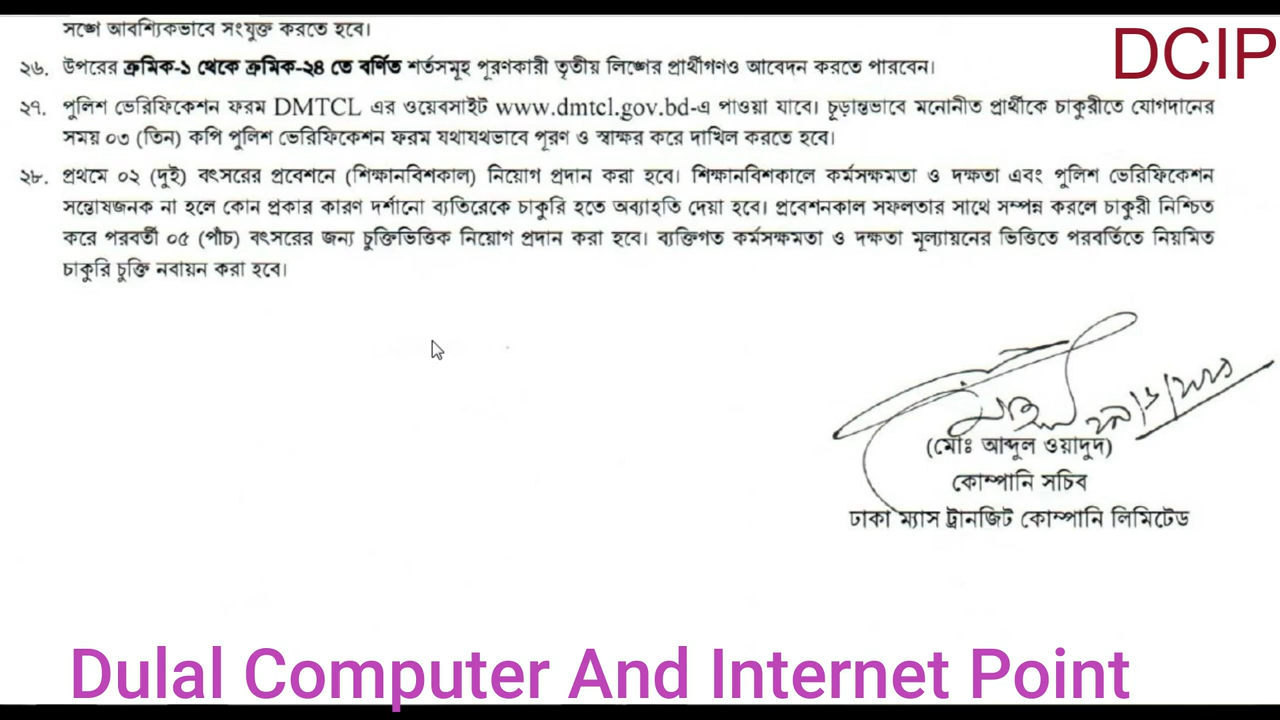 সঙ্গে আবশ্যিকভাবে সংযুক্ত করতে হবে।
DCIP
২৬. উপরের ক্রমিক-১ থেকে ক্রমিক-২৪ তে বর্ণিত শর্তসমূহ পূরণকারী তৃতীয় লিঙ্গের প্রার্থীগণও আবেদন করতে পারবেন।
২৭. পুলিশ ভেরিফিকেশন ফরম DMTCL এর ওয়েবসাইট www.dmtcl.gov.bd-এ পাওয়া যাবে। চূড়ান্তভাবে মনোনীত প্রার্থীকে চাকুরীতে যোগদানের
সময় ০৩ (তিন) কপি পুলিশ ভেরিফিকেশন ফরম যথাযথভাবে পূরণ ও স্বাক্ষর করে দাখিল করতে হবে।
২৮. প্রথমে ০২ (দুই) বৎসরের প্রবেশনে (শিক্ষানবিশকাল) নিয়োগ প্রদান করা হবে। শিক্ষানবিশকালে কর্মসক্ষমতা ও দক্ষতা এবং পুলিশ ভেরিফিকেশন
সন্তোষজনক না হলে কোন প্রকার কারণ দর্শানো ব্যতিরেকে চাকুরি হতে অব্যাহতি দেয়া হবে। প্রবেশনকাল সফলতার সাথে সম্পন্ন করলে চাকুরী নিশ্চিত
করে পরবর্তী ০৫ (পাঁচ) বৎসরের জন্য চুক্তিভিত্তিক নিয়োগ প্রদান করা হবে। ব্যক্তিগত কর্মসক্ষমতা ও দক্ষতা মূল্যায়নের ভিত্তিতে পরবর্তিতে নিয়মিত
চাকুরি চুক্তি নবায়ন করা হবে।
(মোঃ আব্দুল ওয়াদুদ)
কোম্পানি সচিব
ঢাকা ম্যাস ট্রানজিট কোম্পানি লিমিটেড
Dulal Computer And Internet Point